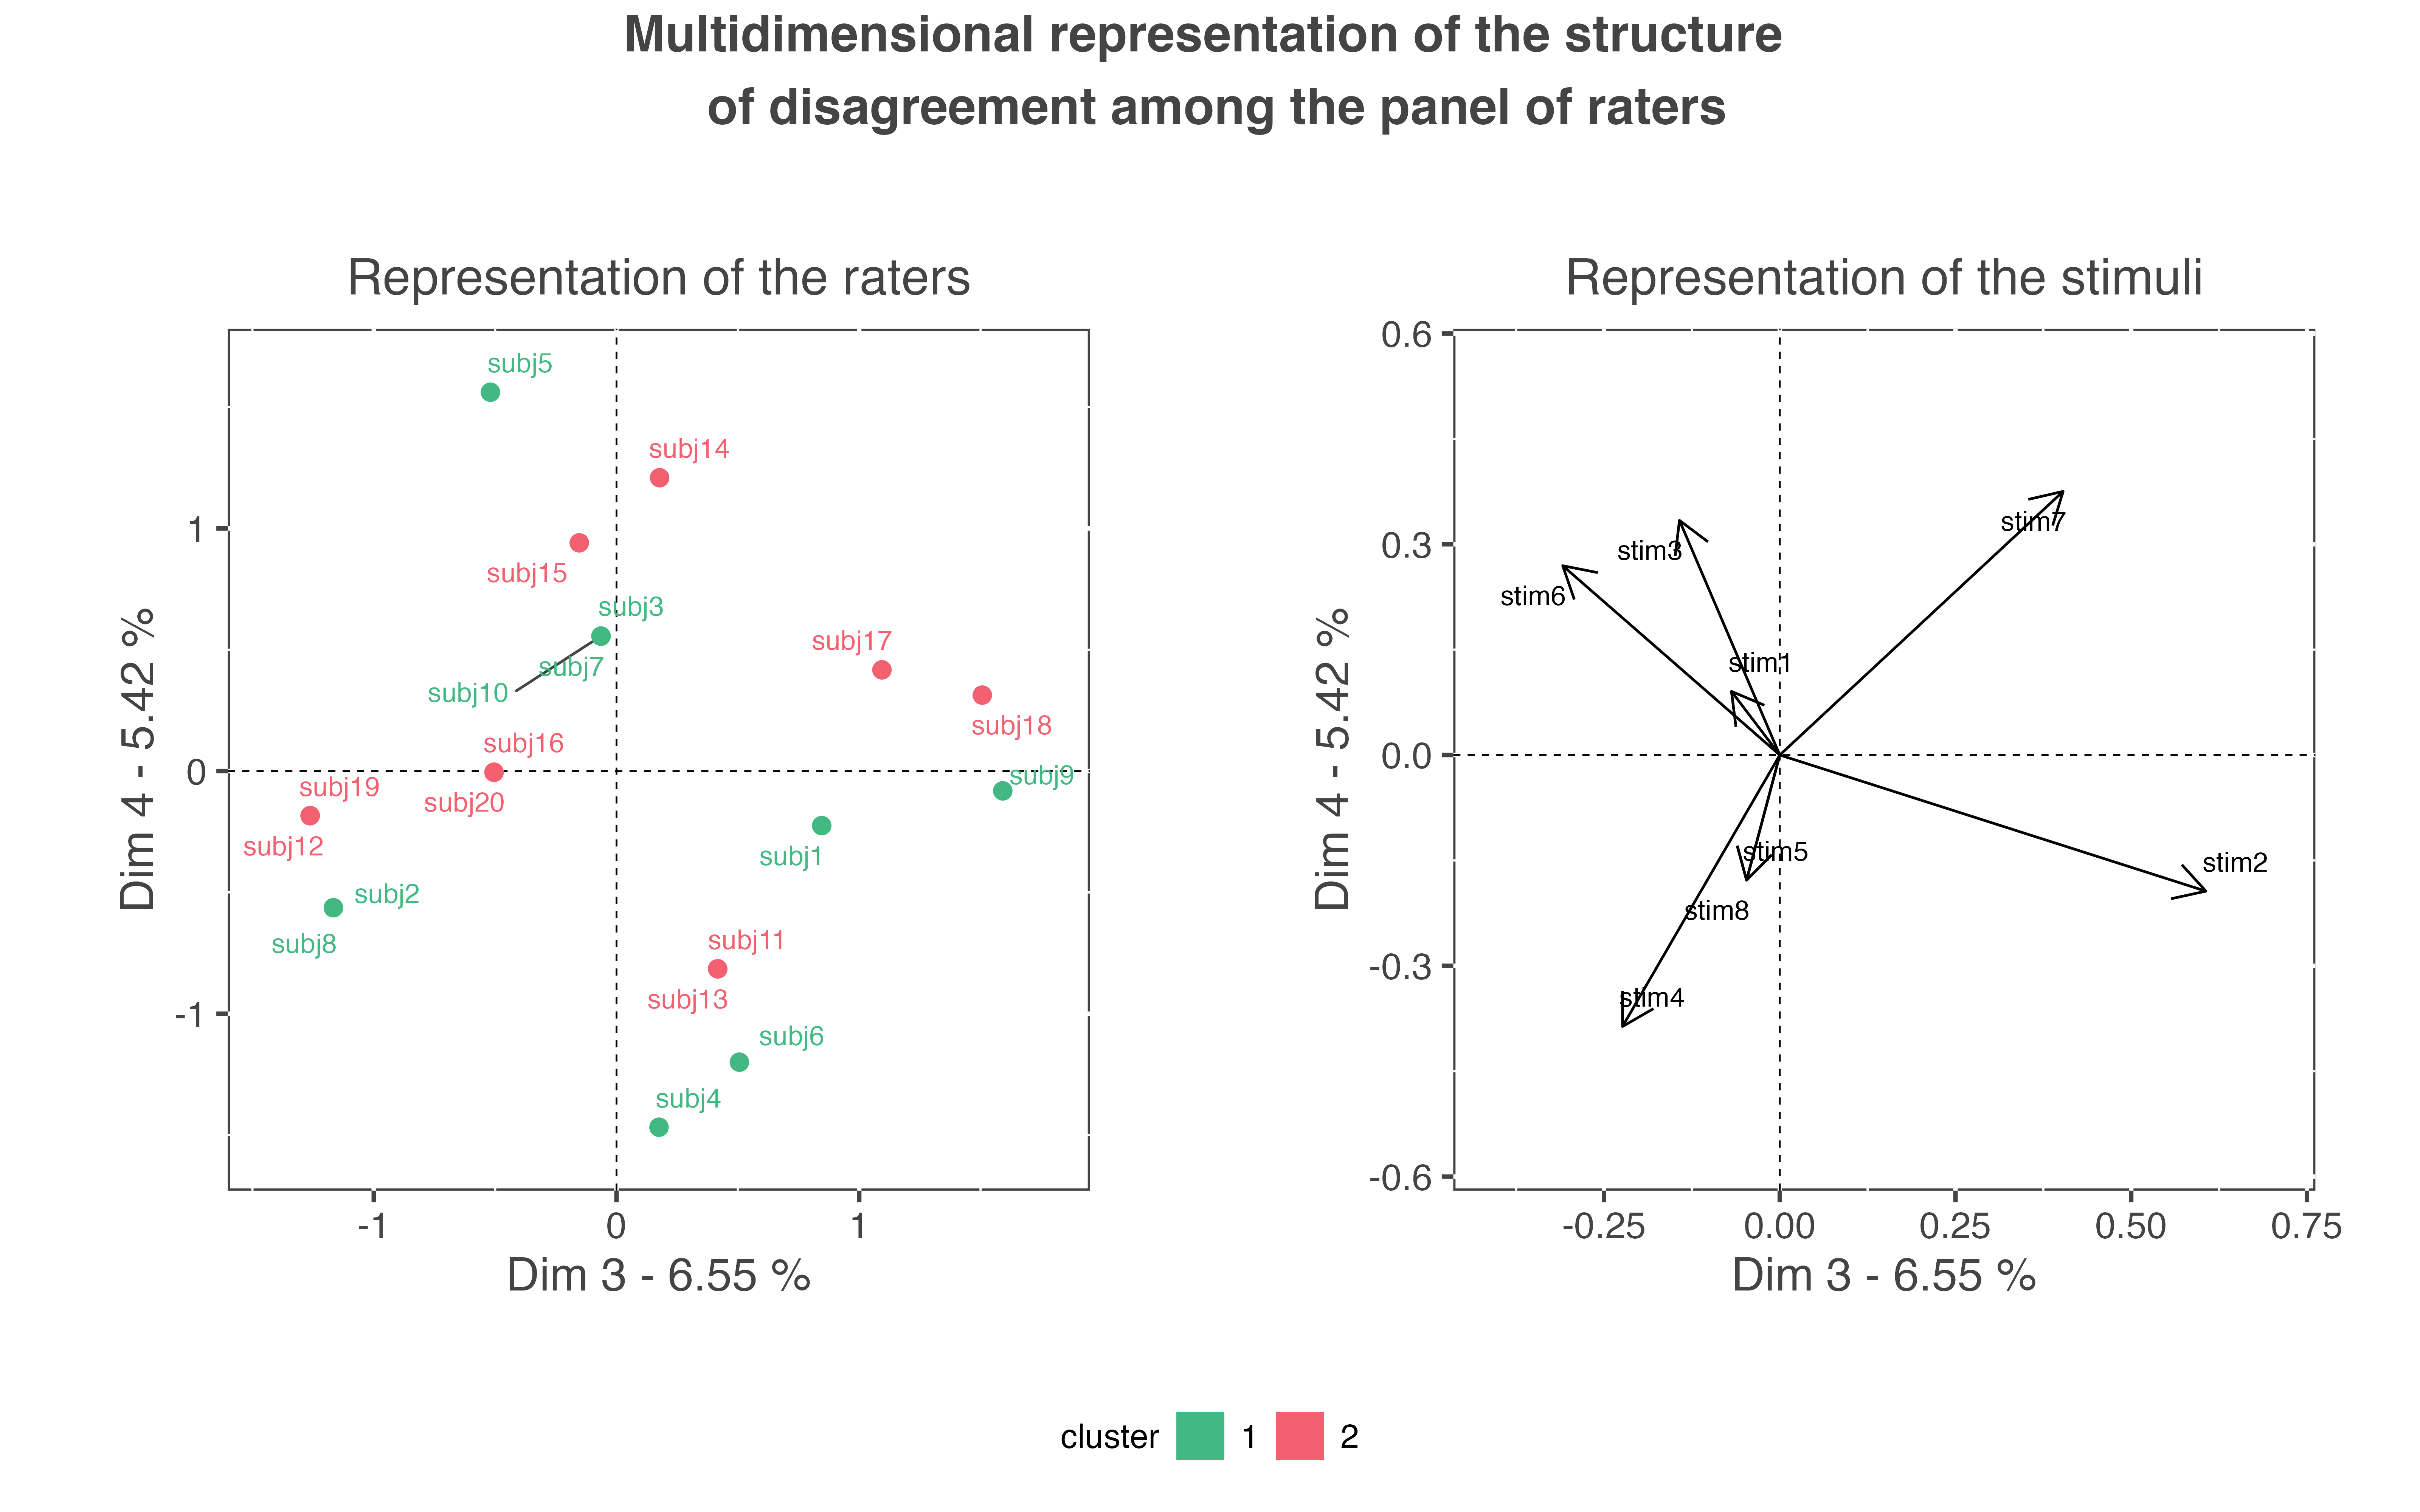 Multidimensional representation of the structure
of disagreement among the panel of raters
Representation of the raters
Dim 4 - 5.42 %
1
0
-1
subj5
subj14
subj15
subj3
subj7
subj10
subj17
subj18
subj16
subj9
subj19
subj20
subj12
subj1
subj2
subj8
subj11
subj13
subj6
subj4
-1
0
1
Dim 3 - 6.55 %
Representation of the stimuli
Dim 4 - 5.42 %
0.6
0.3
0.0
-0.3
-0.6
stim7
stim3
stim6
stim1
stim5
stim2
stim8
stim4
-0.25
0.00
0.25
0.50
0.75
Dim 3 - 6.55 %
cluster 1 2